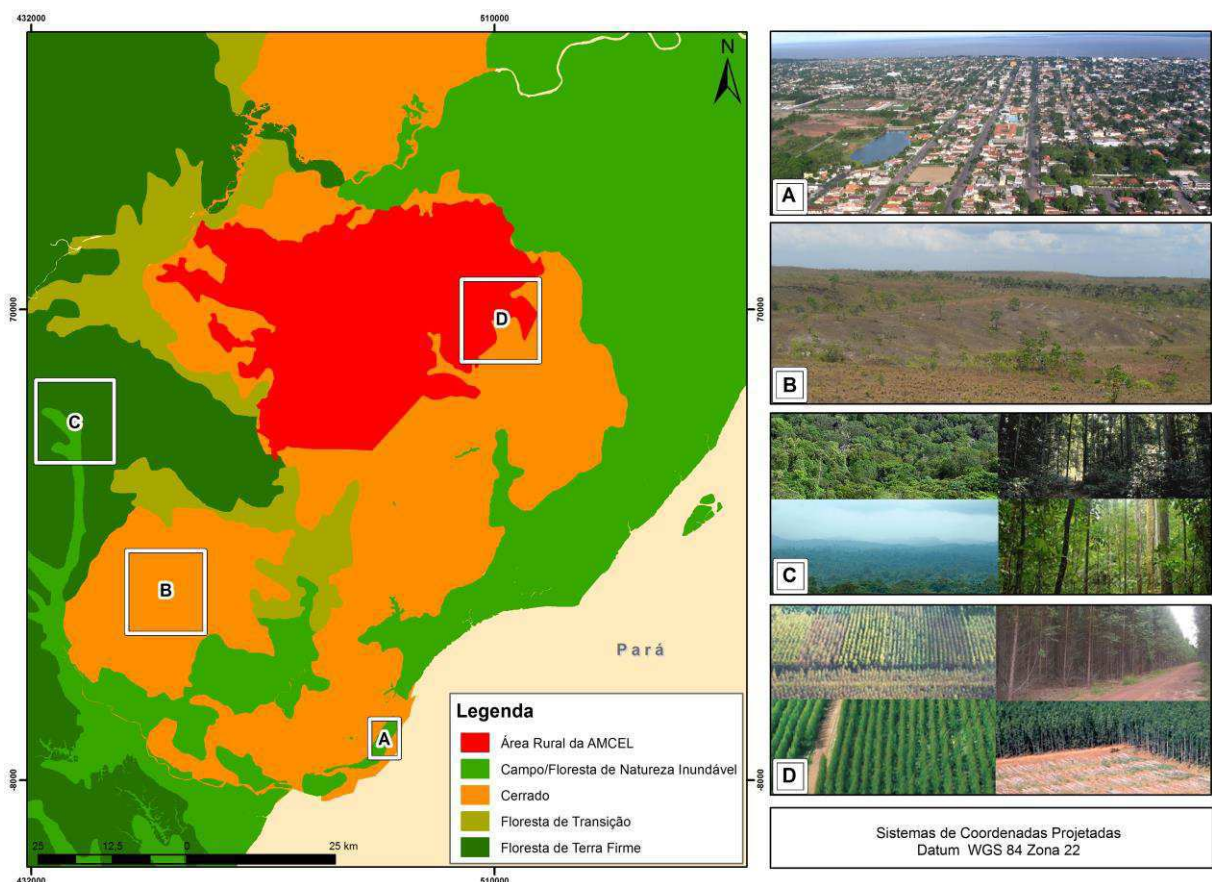 432000
510000
N
A
B
70000
70000
D
C
C
B
Pará
Legenda
Área Rural da AMCEL
Campo/Floresta de Natureza Inundável
Cerrado
Floresta de Transição
Floresta de Terra Firme
A
D
-8000
-8000
25 12,5 0 25 km
Sistemas de Coordenadas Projetadas
Datum WGS 84 Zona 22
432000
510000